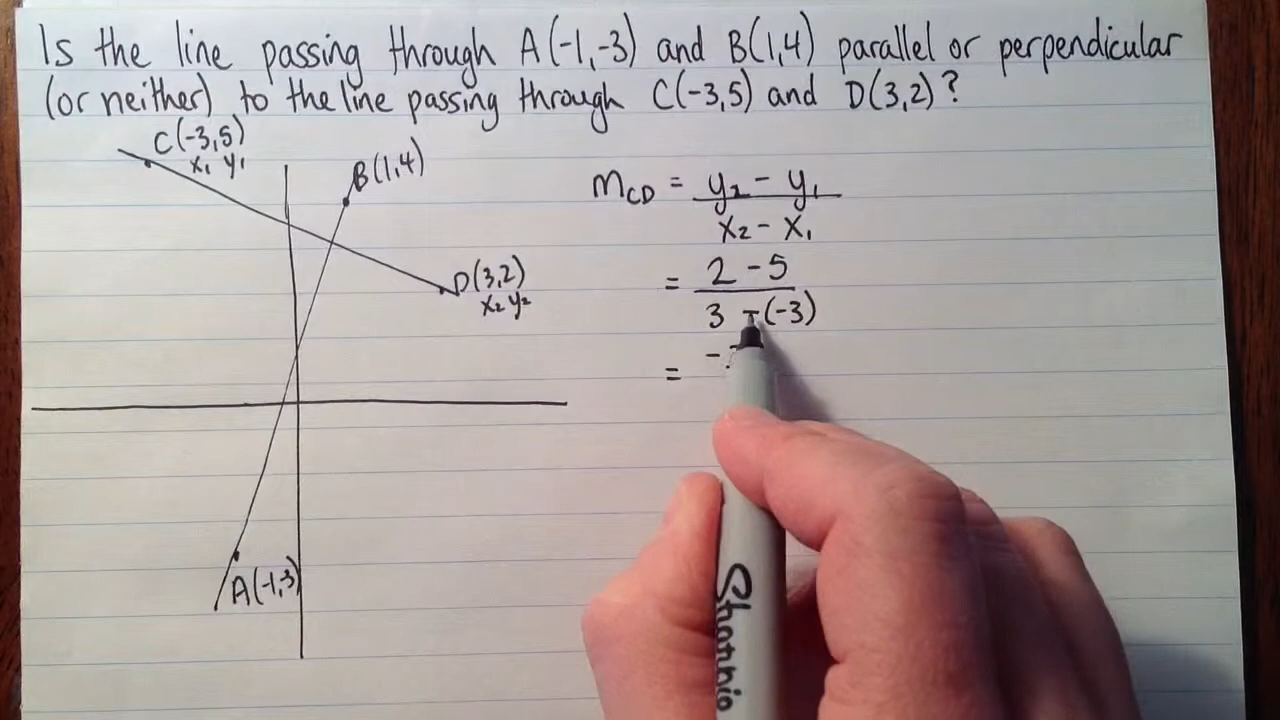 Is the line passing through A(-1,-3) and B(1,4) parallel or perpendicular
(or neither) to the line passing through C(-3,5) and D(3,2)?
C(-3,5)
x₁ y₁
B(1,4)
D(3,2)
x₂ y₂
A(-1,-3)
m_CD = y₂ - y₁
x₂ - x₁
= 2 - 5
3 - (-3)
= -
Sharpie